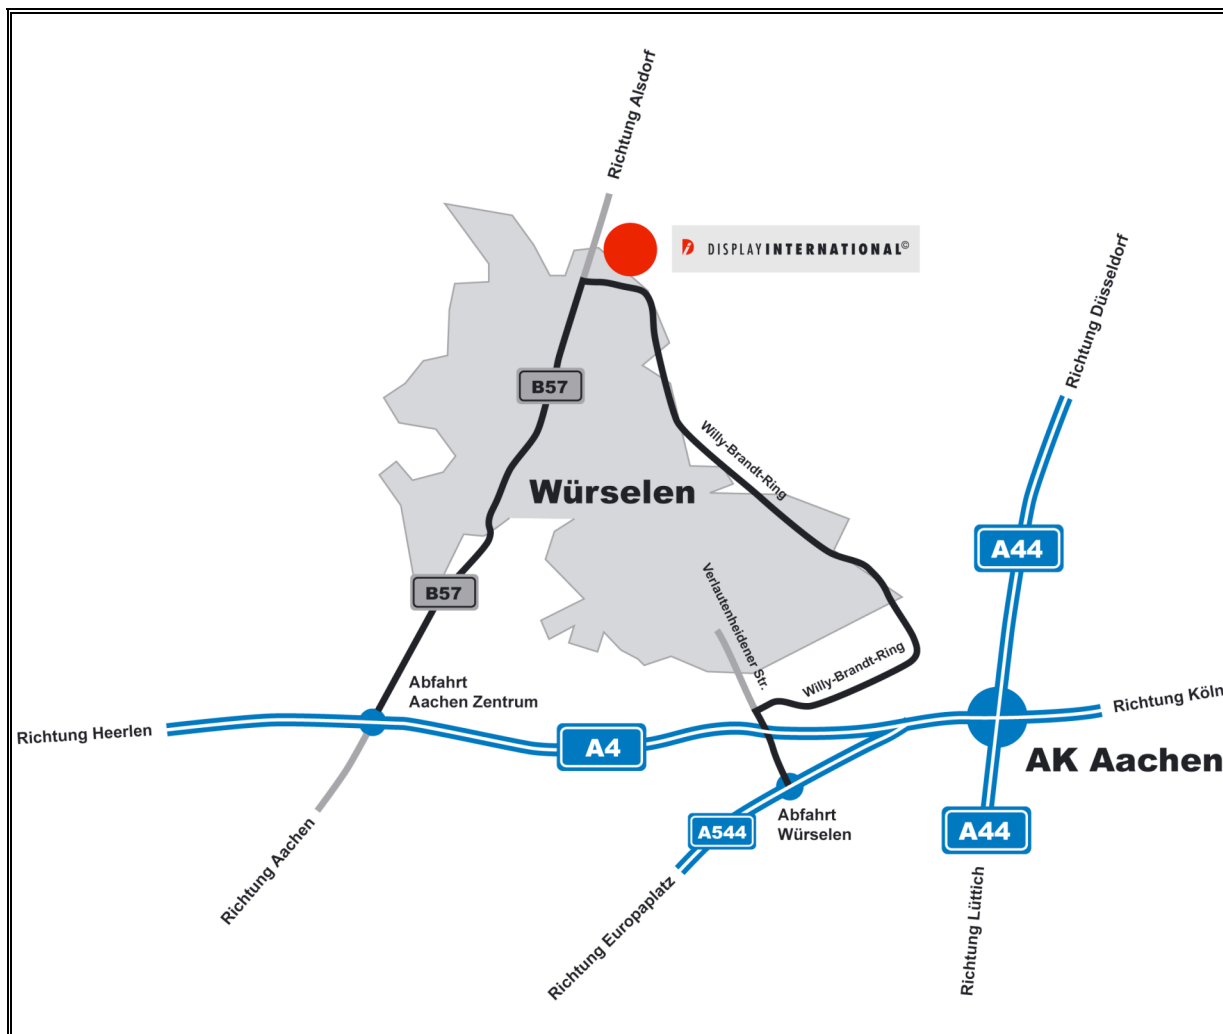 Richtung Alsdorf
DISPLAYINTERNATIONAL©
Richtung Düsseldorf
B57
Willy-Brandt-Ring
Würselen
A44
B57
Verlautenheidener Str.
Willy-Brandt-Ring
Abfahrt
Aachen Zentrum
Richtung Köln
Richtung Heerlen
A4
AK Aachen
Abfahrt
Würselen
A544
A44
Richtung Aachen
Richtung Europaplatz
Richtung Lüttich